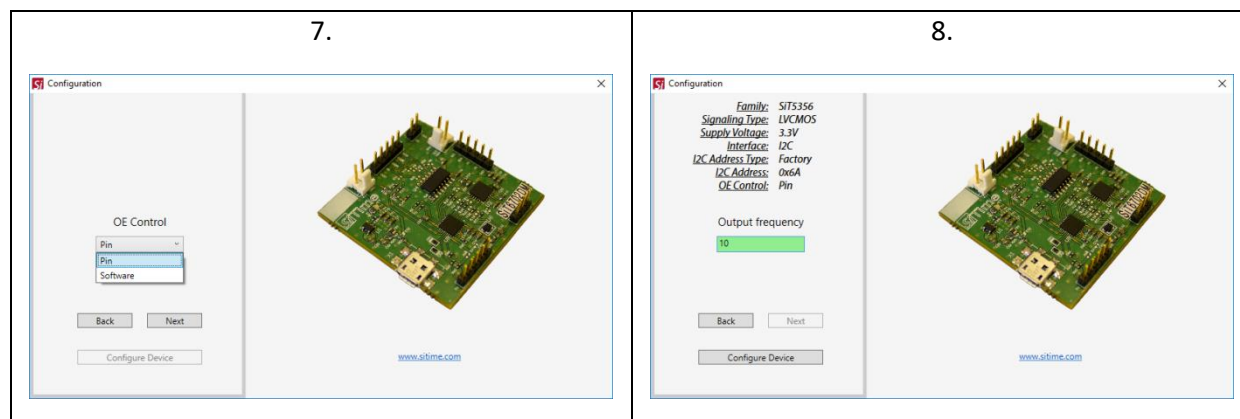 7.
Configuration
OE Control
Pin
Pin
Software
Back Next
Configure Device
www.sitime.com
8.
Configuration
Family: SiT5356
Signaling Type: LVCMOS
Supply Voltage: 3.3V
Interface: I2C
I2C Address Type: Factory
I2C Address: 0x6A
OE Control: Pin
Output frequency
10
Back Next
Configure Device
www.sitime.com